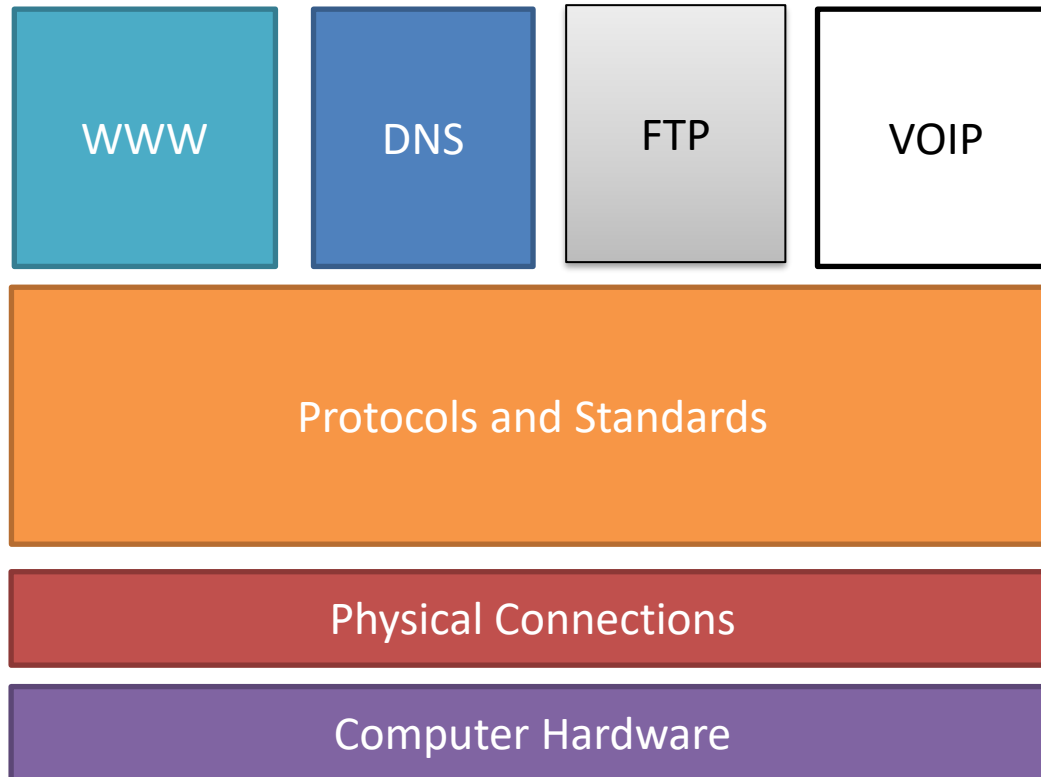 WWW
DNS
FTP
VOIP
Protocols and Standards
Physical Connections
Computer Hardware